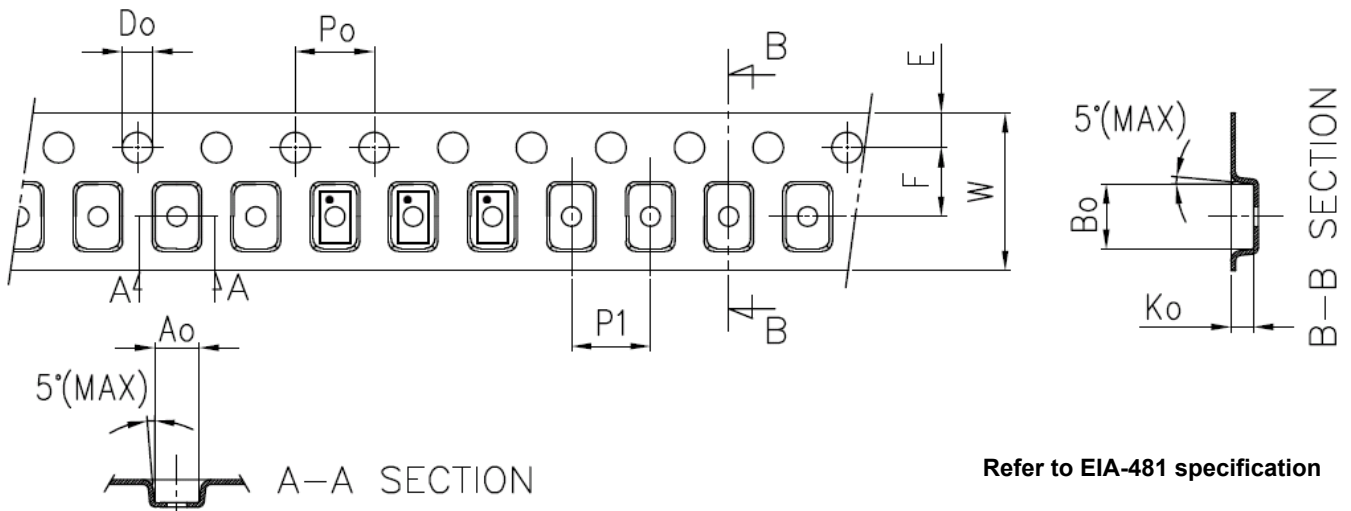 Do
Po
B
E
5°(MAX)
F
W
Bo
B-B SECTION
A
A
Ko
P1
B
Ao
5°(MAX)
A-A SECTION
Refer to EIA-481 specification